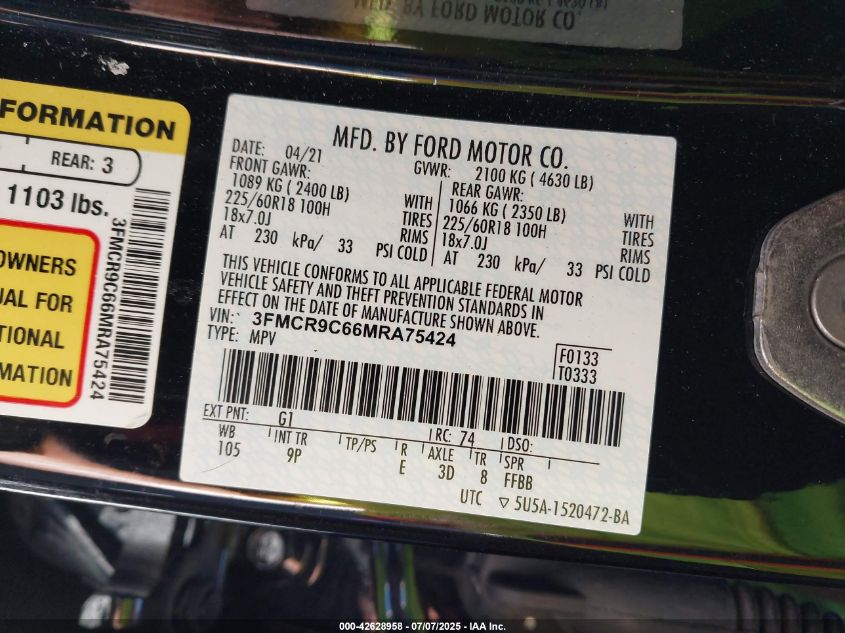 MFD. BY FORD MOTOR CO.
FORMATION
REAR: 3
1103 lbs.
3FMCR9C66MRA75424
OWNERS
UAL FOR
TIONAL
MATION
MFD. BY FORD MOTOR CO.
DATE: 04/21 GVWR: 2100 KG ( 4630 LB)
FRONT GAWR: REAR GAWR:
1089 KG ( 2400 LB) WITH 1066 KG ( 2350 LB) WITH
225/60R18 100H TIRES 225/60R18 100H TIRES
18x7.0J RIMS 18x7.0J RIMS
AT 230 kPa/ 33 PSI COLD AT 230 kPa/ 33 PSI COLD
THIS VEHICLE CONFORMS TO ALL APPLICABLE FEDERAL MOTOR
VEHICLE SAFETY AND THEFT PREVENTION STANDARDS IN
EFFECT ON THE DATE OF MANUFACTURE SHOWN ABOVE.
VIN: 3FMCR9C66MRA75424
TYPE: MPV
F0133
T0333
EXT PNT: G1 RC: 74 DSO:
WB INT TR TP/PS R AXLE TR SPR
105 9P E 3D 8 FFBB
UTC ▽ 5U5A-1520472-BA
000-42628958 - 07/07/2025 - IAA Inc.